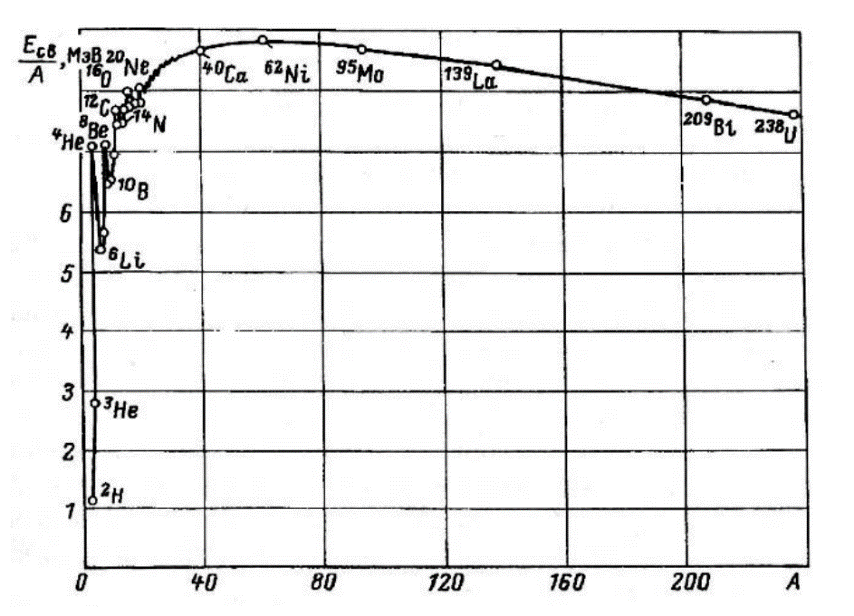 Eсв/A, МэВ
²⁰Ne
¹⁶O
¹²C
⁸Be
⁴He
¹⁴N
¹⁰B
⁶Li
³He
²H
⁴⁰Ca
⁶²Ni
⁹⁵Mo
¹³⁹La
²⁰⁹Bi
²³⁸U
6
5
4
3
2
1
0 40 80 120 160 200 A